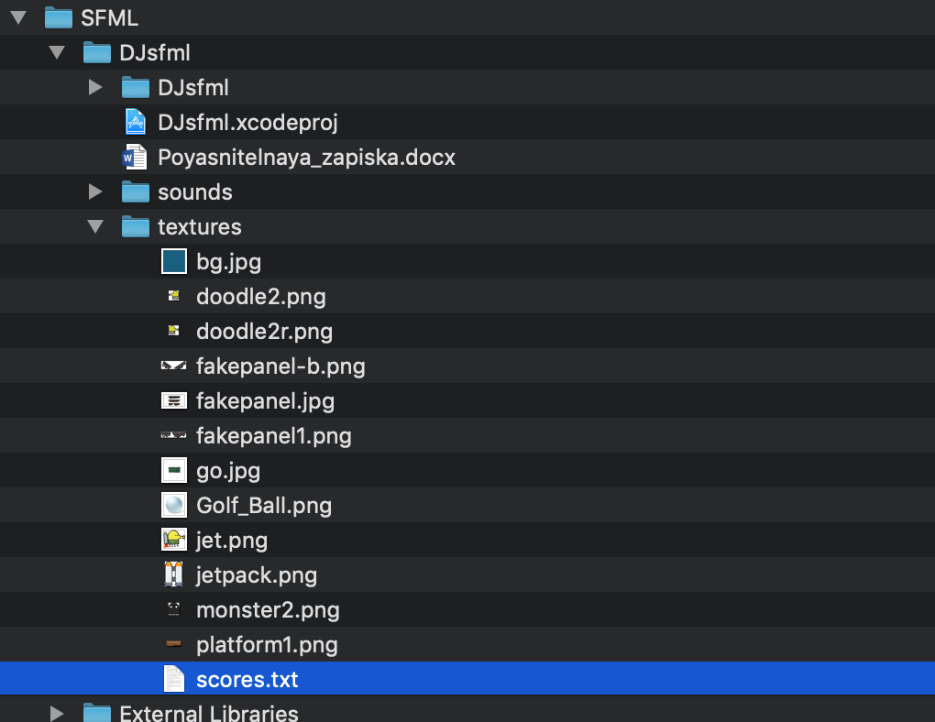 SFML
DJsfml
DJsfml
DJsfml.xcodeproj
Poyasnitelnaya_zapiska.docx
sounds
textures
bg.jpg
doodle2.png
doodle2r.png
fakepanel-b.png
fakepanel.jpg
fakepanel1.png
go.jpg
Golf_Ball.png
jet.png
jetpack.png
monster2.png
platform1.png
scores.txt
External Libraries